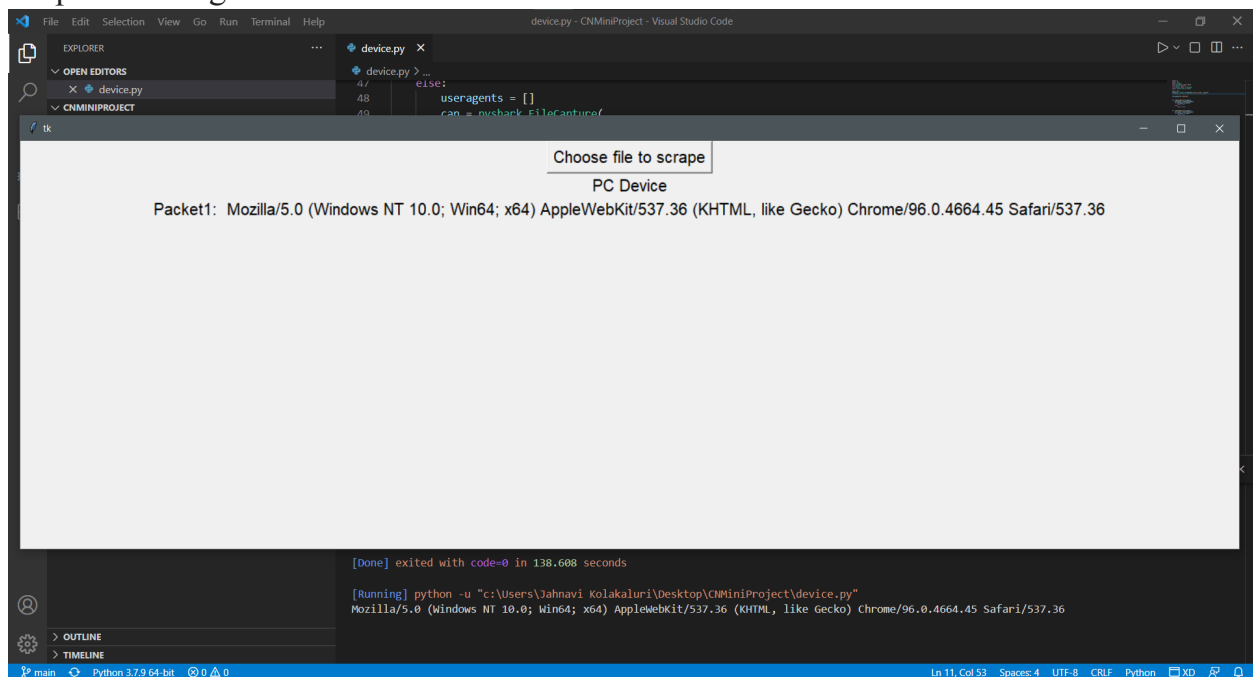 File Edit Selection View Go Run Terminal Help device.py - CNMiniProject - Visual Studio Code
EXPLORER ··· device.py
OPEN EDITORS device.py > ...
device.py 47 else:
CNMINIPROJECT 48 useragents = []
49 cap = pyshark.FileCapture(
tk
Choose file to scrape
PC Device
Packet1: Mozilla/5.0 (Windows NT 10.0; Win64; x64) AppleWebKit/537.36 (KHTML, like Gecko) Chrome/96.0.4664.45 Safari/537.36
[Done] exited with code=0 in 138.608 seconds
[Running] python -u "c:\Users\Jahnavi Kolakaluri\Desktop\CNMiniProject\device.py"
Mozilla/5.0 (Windows NT 10.0; Win64; x64) AppleWebKit/537.36 (KHTML, like Gecko) Chrome/96.0.4664.45 Safari/537.36
OUTLINE
TIMELINE
main Python 3.7.9 64-bit 0 0 Ln 11, Col 53 Spaces: 4 UTF-8 CRLF Python XD